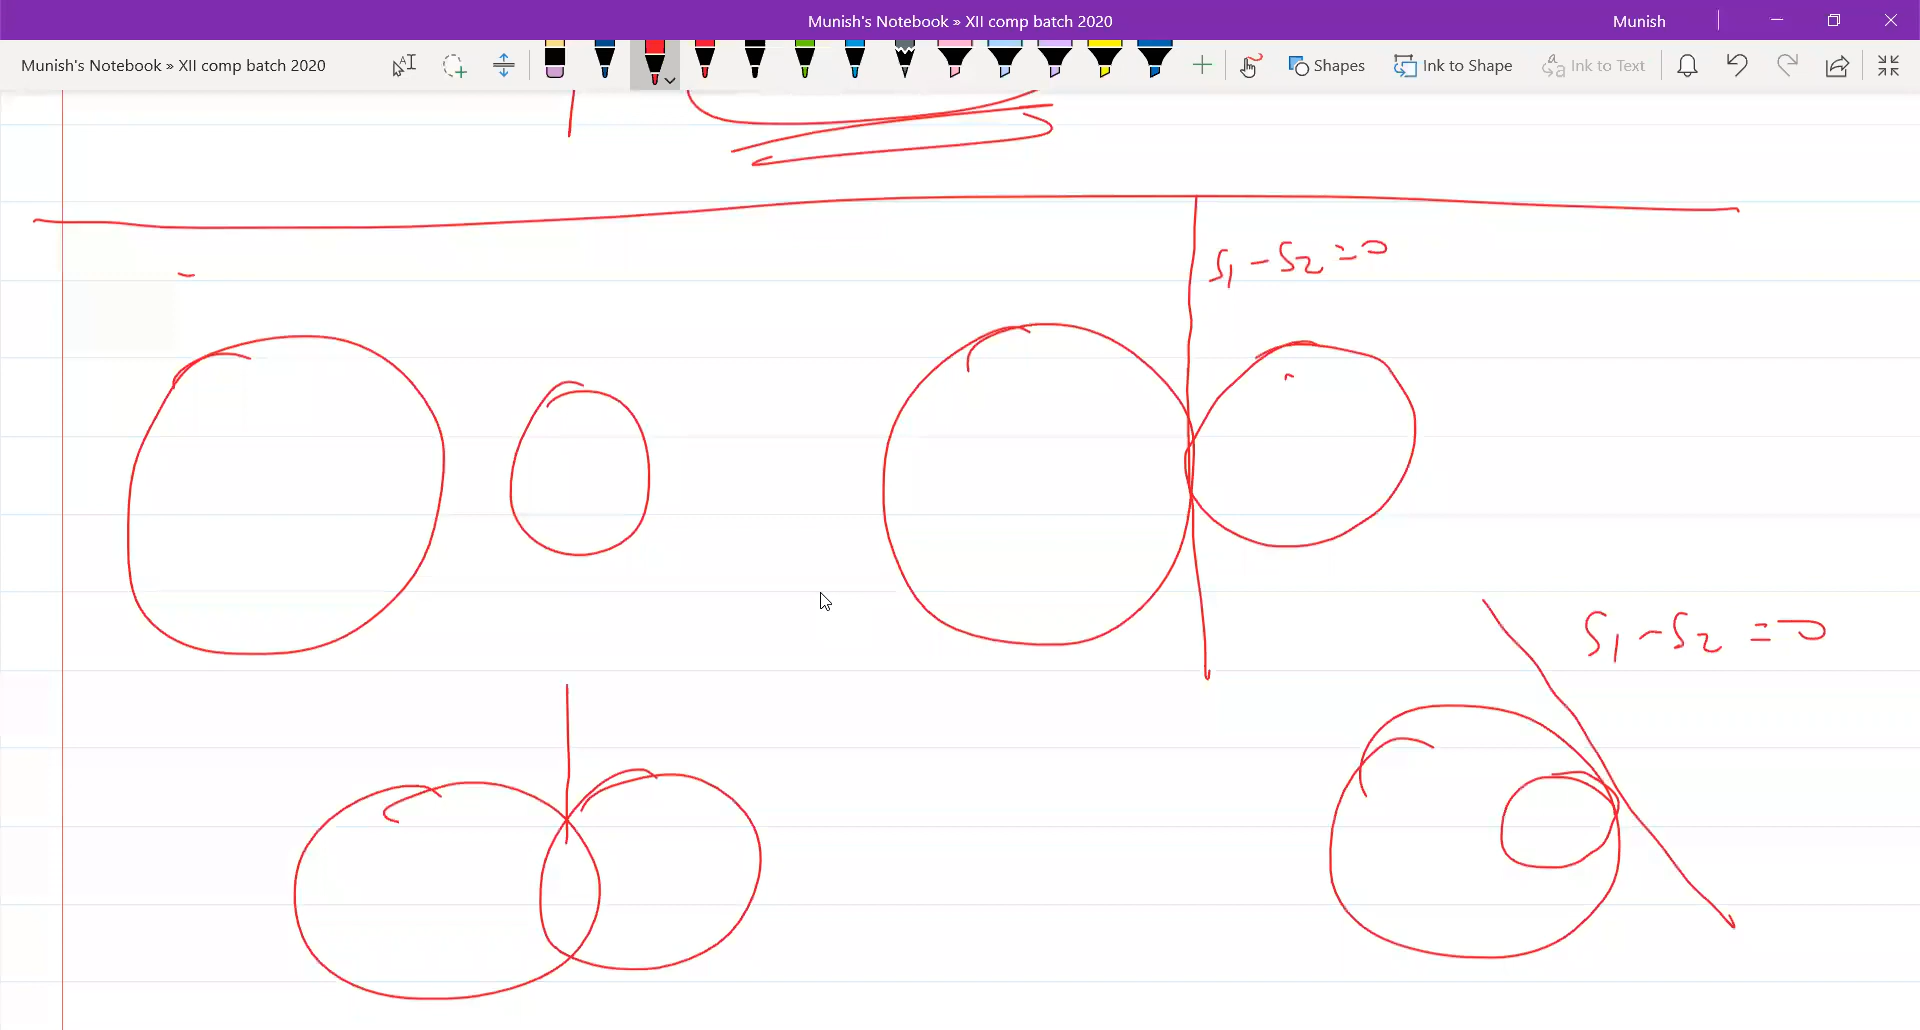 Munish's Notebook » XII comp batch 2020
Munish
Munish's Notebook » XII comp batch 2020
Shapes
Ink to Shape
Ink to Text
S₁ - S₂ = 0
S₁ - S₂ = 0